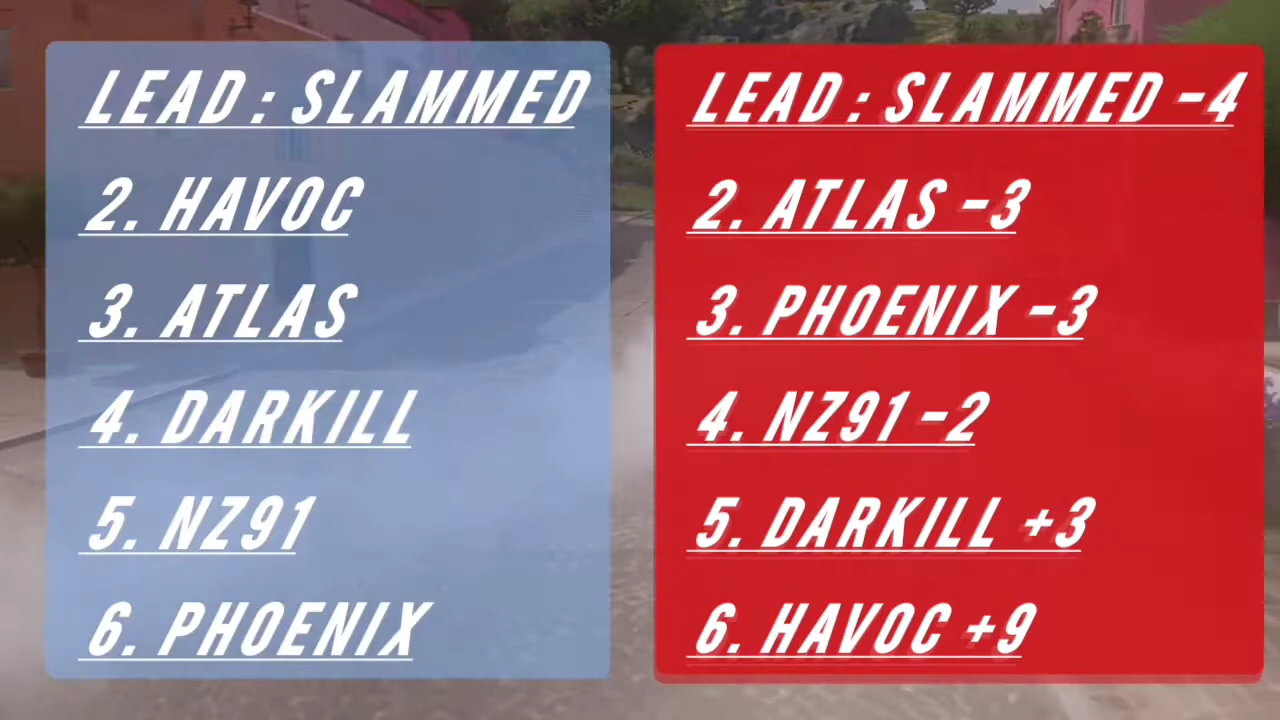 LEAD : SLAMMED
2. HAVOC
3. ATLAS
4. DARKILL
5. NZ91
6. PHOENIX
LEAD : SLAMMED -4
2. ATLAS -3
3. PHOENIX -3
4. NZ91 -2
5. DARKILL +3
6. HAVOC +9